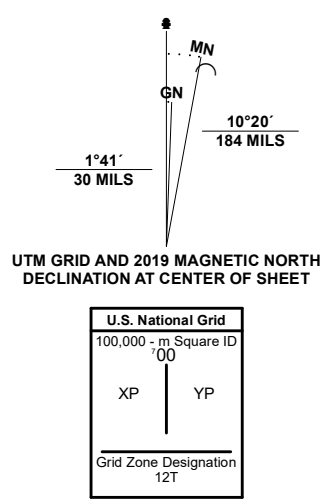 MN
GN
10°20´
184 MILS
1°41´
30 MILS
UTM GRID AND 2019 MAGNETIC NORTH
DECLINATION AT CENTER OF SHEET
U.S. National Grid
100,000 - m Square ID
⁷00
XP YP
Grid Zone Designation
12T